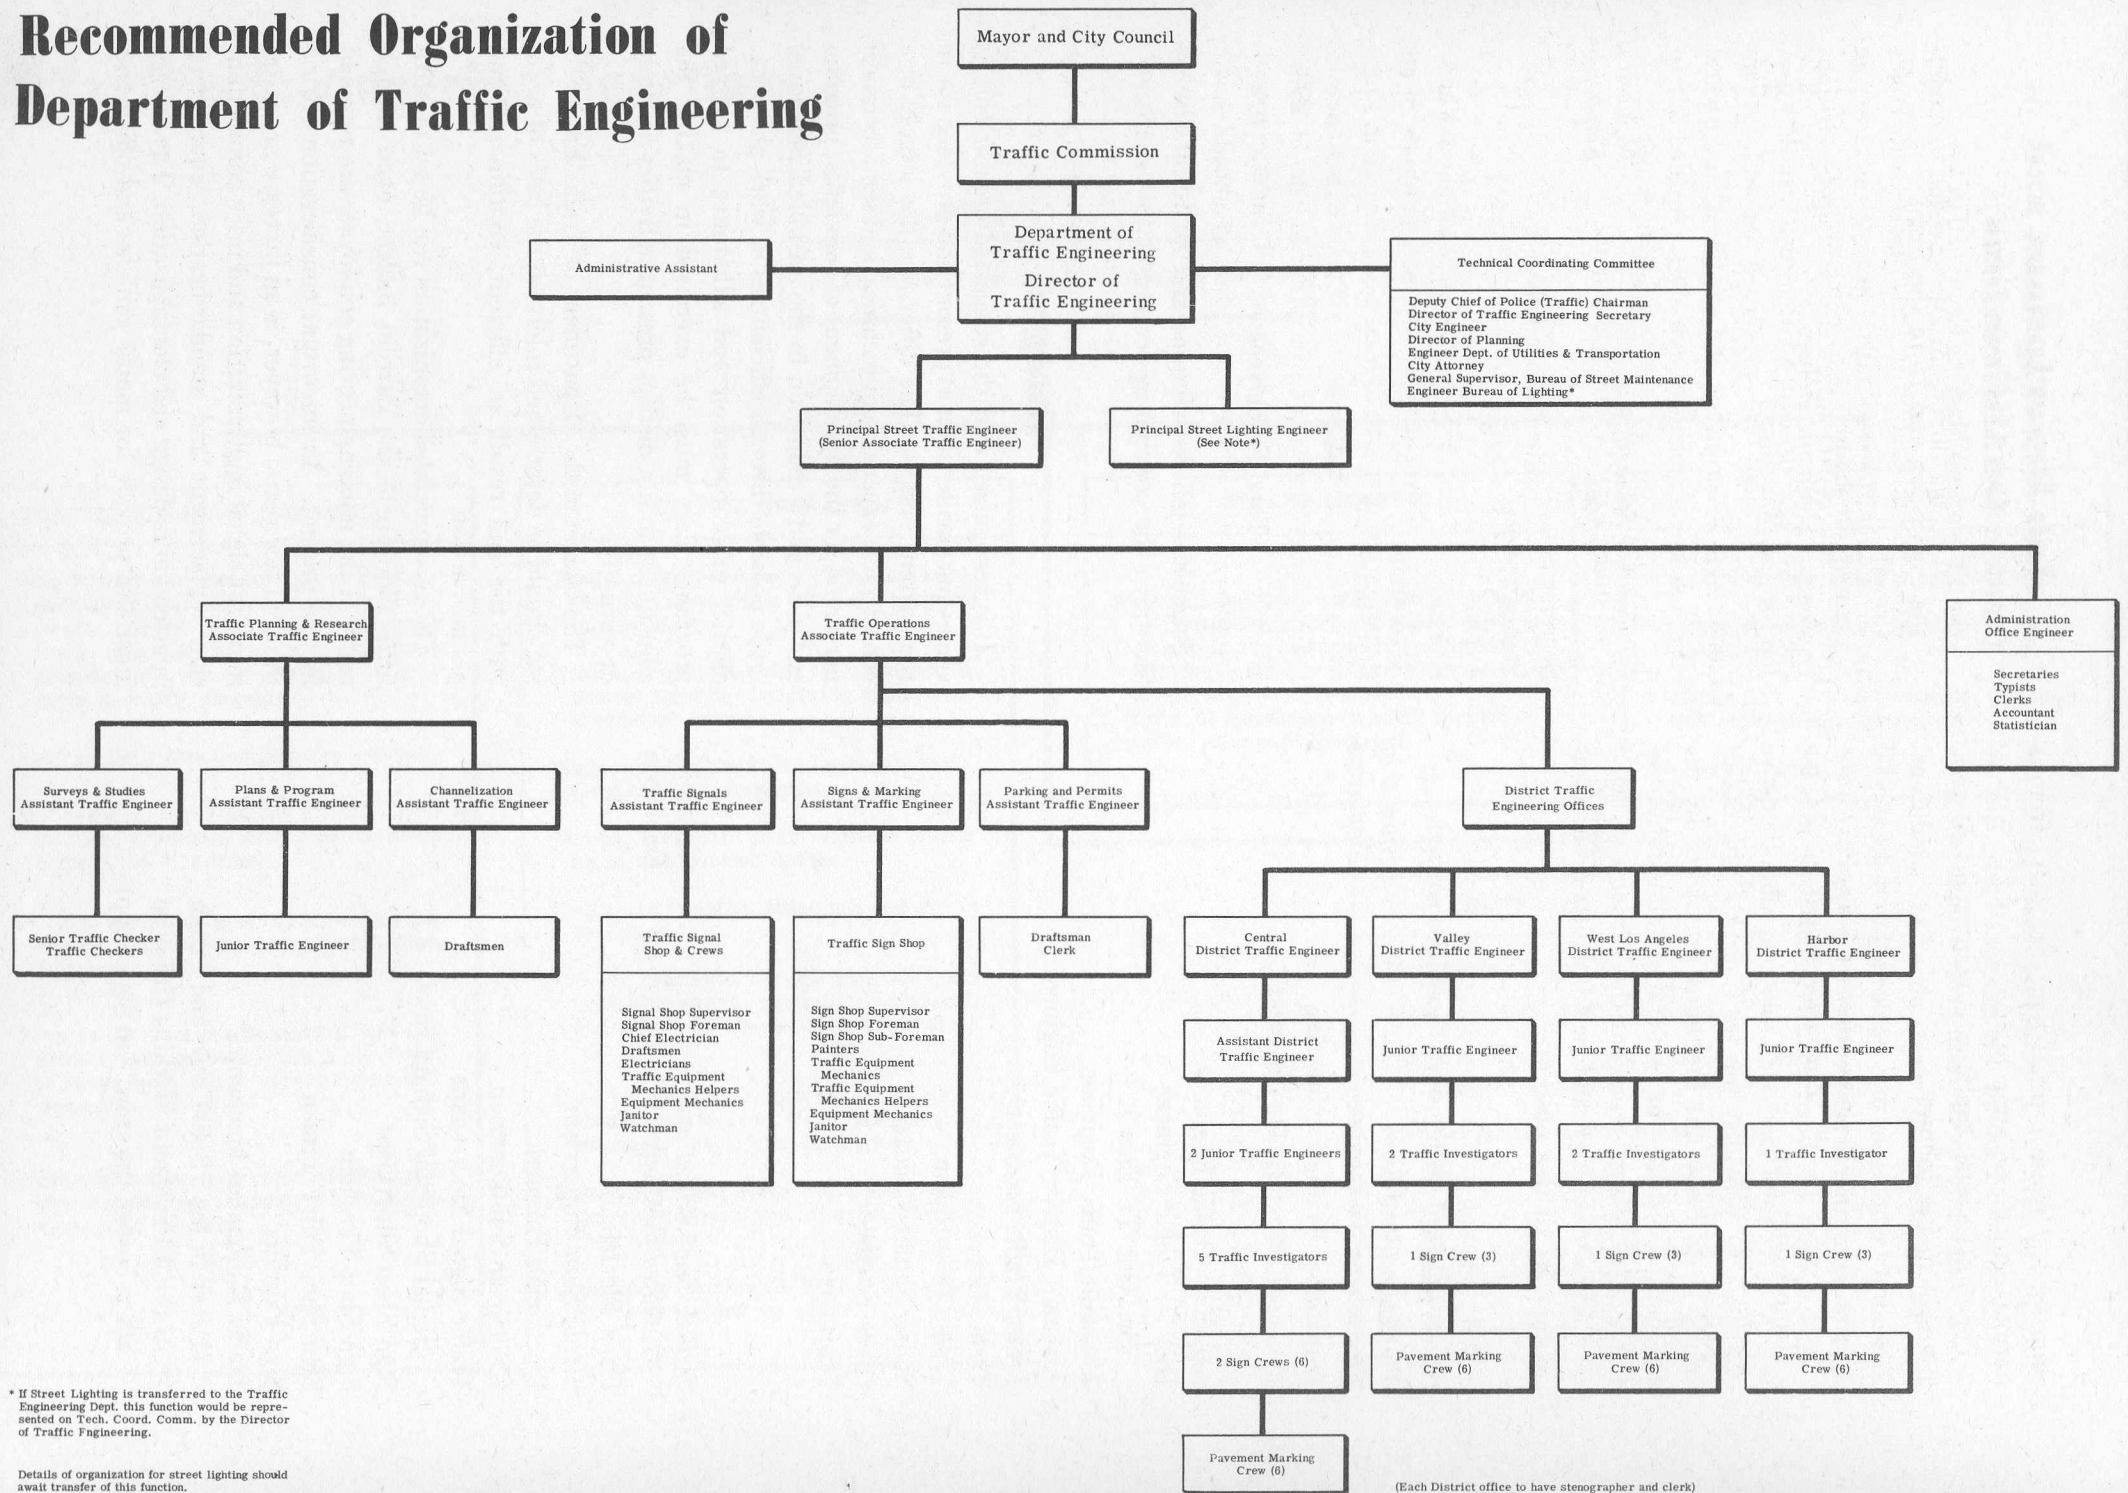 Recommended Organization of
Department of Traffic Engineering
Mayor and City Council
Traffic Commission
Department of
Traffic Engineering
Director of
Traffic Engineering
Administrative Assistant
Technical Coordinating Committee
Deputy Chief of Police (Traffic) Chairman
Director of Traffic Engineering Secretary
City Engineer
Director of Planning
Engineer Dept. of Utilities & Transportation
City Attorney
General Supervisor, Bureau of Street Maintenance
Engineer Bureau of Lighting*
Principal Street Traffic Engineer
(Senior Associate Traffic Engineer)
Principal Street Lighting Engineer
(See Note*)
Traffic Planning & Research
Associate Traffic Engineer
Traffic Operations
Associate Traffic Engineer
Administration
Office Engineer
Secretaries
Typists
Clerks
Accountant
Statistician
Surveys & Studies
Assistant Traffic Engineer
Plans & Program
Assistant Traffic Engineer
Channelization
Assistant Traffic Engineer
Traffic Signals
Assistant Traffic Engineer
Signs & Marking
Assistant Traffic Engineer
Parking and Permits
Assistant Traffic Engineer
District Traffic
Engineering Offices
Senior Traffic Checker
Traffic Checkers
Junior Traffic Engineer
Draftsmen
Traffic Signal
Shop & Crews
Signal Shop Supervisor
Signal Shop Foreman
Chief Electrician
Draftsmen
Electricians
Traffic Equipment
Mechanics Helpers
Equipment Mechanics
Janitor
Watchman
Traffic Sign Shop
Sign Shop Supervisor
Sign Shop Foreman
Sign Shop Sub-Foreman
Painters
Traffic Equipment
Mechanics
Traffic Equipment
Mechanics Helpers
Equipment Mechanics
Janitor
Watchman
Draftsman
Clerk
Central
District Traffic Engineer
Valley
District Traffic Engineer
West Los Angeles
District Traffic Engineer
Harbor
District Traffic Engineer
Assistant District
Traffic Engineer
Junior Traffic Engineer
Junior Traffic Engineer
Junior Traffic Engineer
2 Junior Traffic Engineers
2 Traffic Investigators
2 Traffic Investigators
1 Traffic Investigator
5 Traffic Investigators
1 Sign Crew (3)
1 Sign Crew (3)
1 Sign Crew (3)
2 Sign Crews (6)
Pavement Marking
Crew (6)
Pavement Marking
Crew (6)
Pavement Marking
Crew (6)
Pavement Marking
Crew (6)
* If Street Lighting is transferred to the Traffic
Engineering Dept. this function would be repre-
sented on Tech. Coord. Comm. by the Director
of Traffic Fngineering.
Details of organization for street lighting should
await transfer of this function.
(Each District office to have stenographer and clerk)